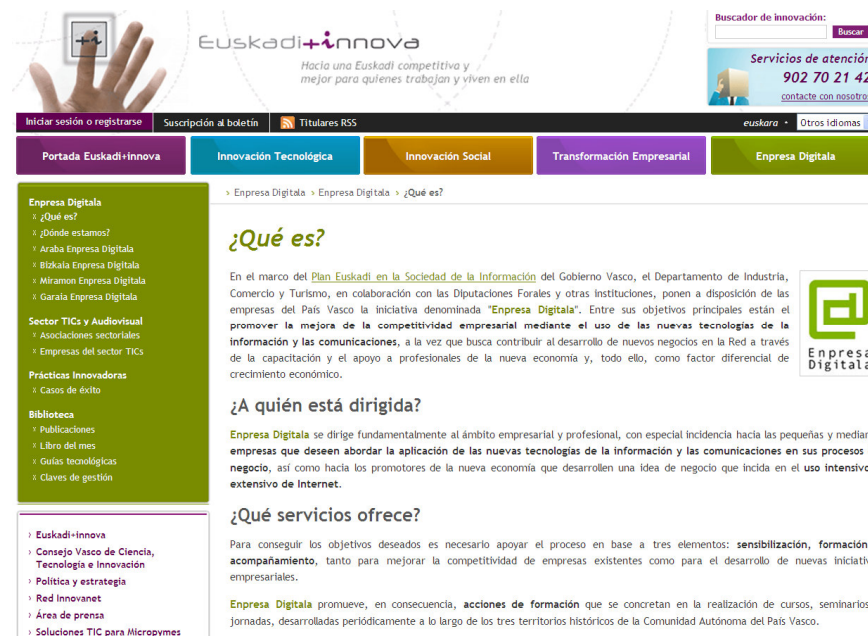 Buscador de innovación:
Buscar
+i
Euskadi+innova
Hacia una Euskadi competitiva y
mejor para quienes trabajan y viven en ella
Servicios de atención
902 70 21 42
contacte con nosotros
Iniciar sesión o registrarse
Suscripción al boletín
Titulares RSS
euskara
Otros idiomas
Portada Euskadi+innova
Innovación Tecnológica
Innovación Social
Transformación Empresarial
Enpresa Digitala
› Enpresa Digitala › Enpresa Digitala › ¿Qué es?
Enpresa Digitala
¿Qué es?
¿Dónde estamos?
Araba Enpresa Digitala
Bizkaia Enpresa Digitala
Miramon Enpresa Digitala
Garaia Enpresa Digitala
Sector TICs y Audiovisual
Asociaciones sectoriales
Empresas del sector TICs
Prácticas Innovadoras
Casos de éxito
Biblioteca
Publicaciones
Libro del mes
Guías tecnológicas
Claves de gestión
› Euskadi+innova
› Consejo Vasco de Ciencia,
Tecnología e Innovación
› Política y estrategia
› Red Innovanet
› Área de prensa
› Soluciones TIC para Micropymes
¿Qué es?
En el marco del Plan Euskadi en la Sociedad de la Información del Gobierno Vasco, el Departamento de Industria,
Comercio y Turismo, en colaboración con las Diputaciones Forales y otras instituciones, ponen a disposición de las
empresas del País Vasco la iniciativa denominada "Enpresa Digitala". Entre sus objetivos principales están el
promover la mejora de la competitividad empresarial mediante el uso de las nuevas tecnologías de la
información y las comunicaciones, a la vez que busca contribuir al desarrollo de nuevos negocios en la Red a través
de la capacitación y el apoyo a profesionales de la nueva economía y, todo ello, como factor diferencial de
crecimiento económico.
Enpresa
Digitala
¿A quién está dirigida?
Enpresa Digitala se dirige fundamentalmente al ámbito empresarial y profesional, con especial incidencia hacia las pequeñas y median
empresas que deseen abordar la aplicación de las nuevas tecnologías de la información y las comunicaciones en sus procesos
negocio, así como hacia los promotores de la nueva economía que desarrollen una idea de negocio que incida en el uso intensivo
extensivo de Internet.
¿Qué servicios ofrece?
Para conseguir los objetivos deseados es necesario apoyar el proceso en base a tres elementos: sensibilización, formación
acompañamiento, tanto para mejorar la competitividad de empresas existentes como para el desarrollo de nuevas iniciativ
empresariales.
Enpresa Digitala promueve, en consecuencia, acciones de formación que se concretan en la realización de cursos, seminarios
jornadas, desarrolladas periódicamente a lo largo de los tres territorios históricos de la Comunidad Autónoma del País Vasco.